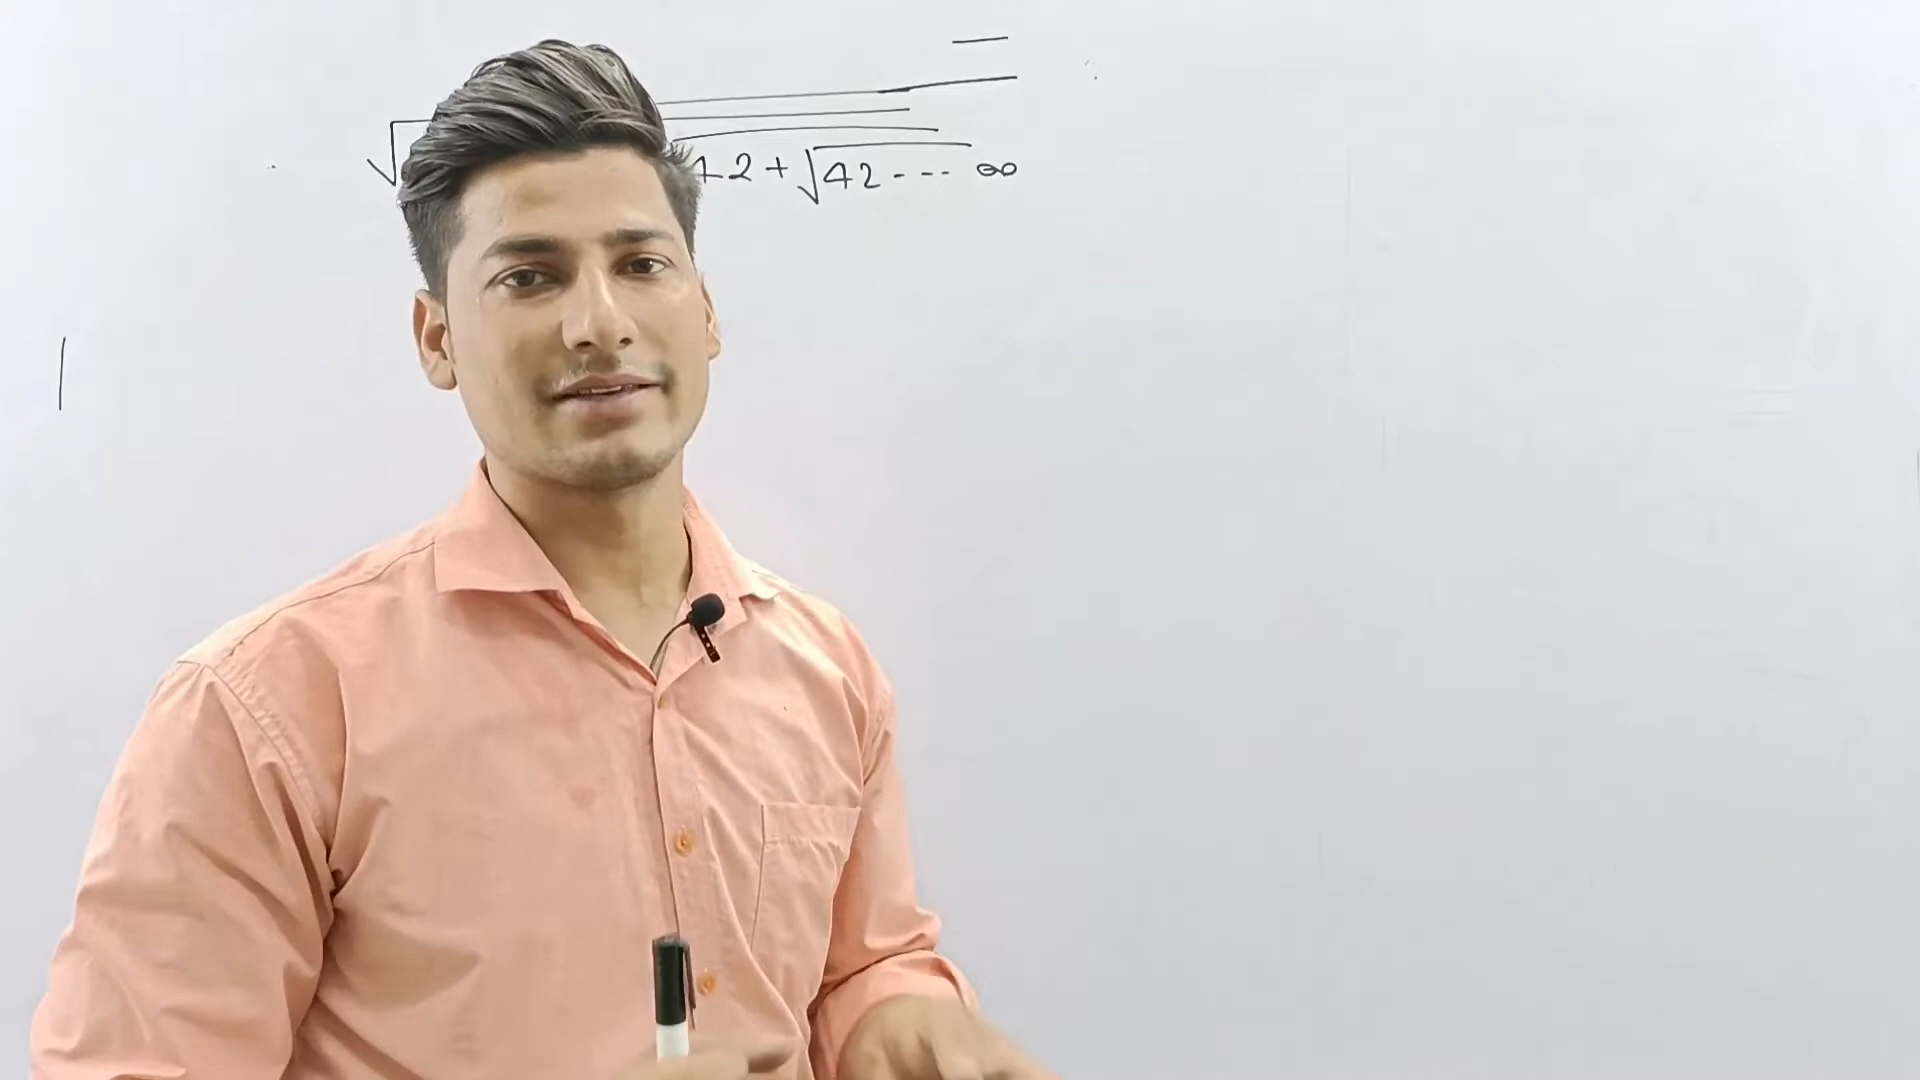 √ 42 + √42 --- ∞